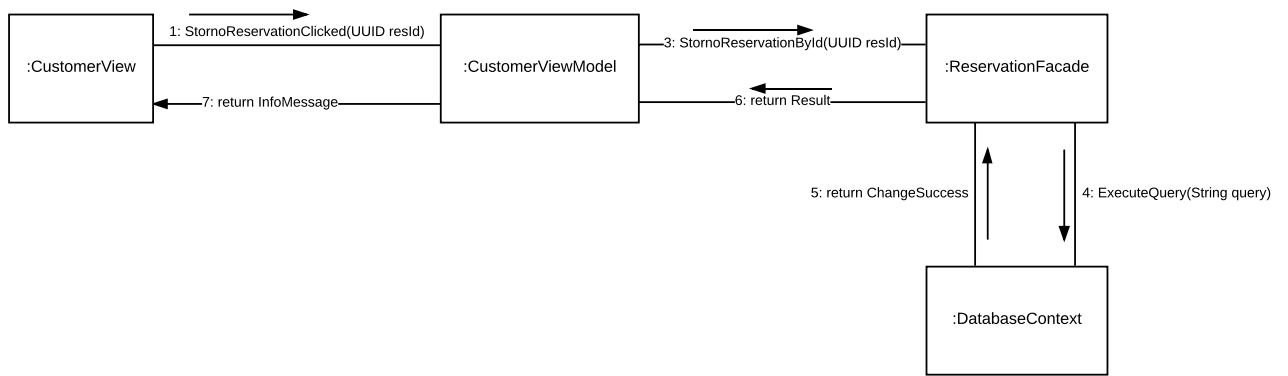 1: StornoReservationClicked(UUID resId)
3: StornoReservationById(UUID resId)
:CustomerView
:CustomerViewModel
:ReservationFacade
7: return InfoMessage
6: return Result
5: return ChangeSuccess
4: ExecuteQuery(String query)
:DatabaseContext